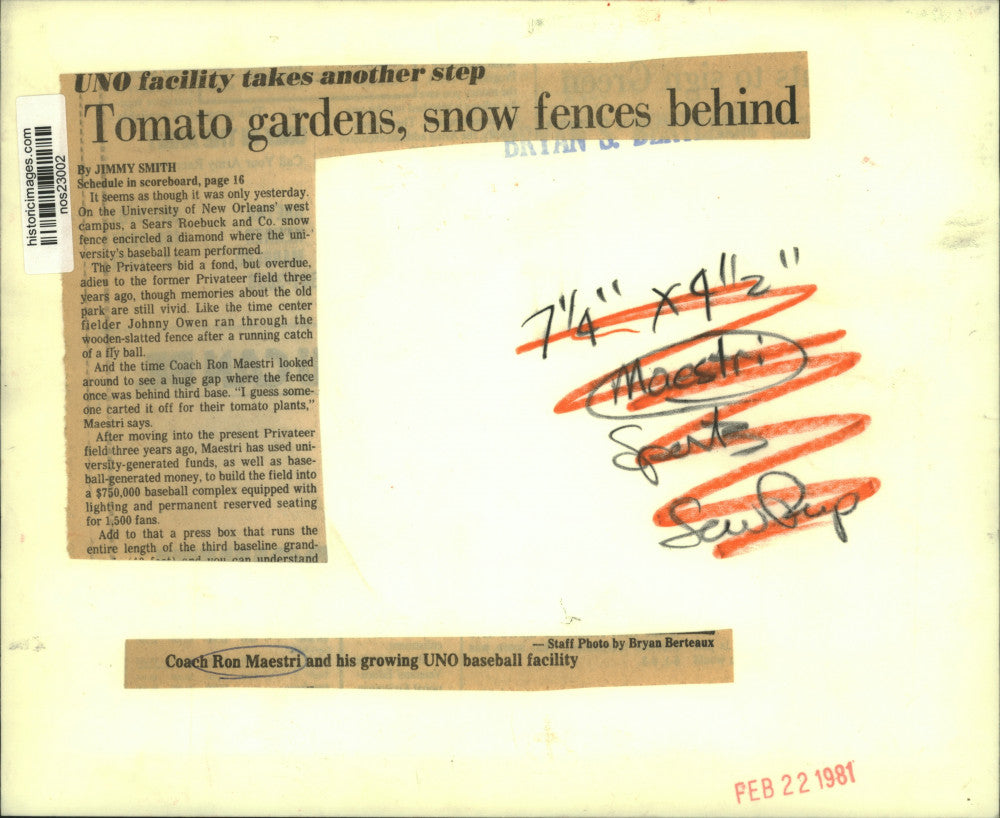 UNO facility takes another step
Tomato gardens, snow fences behind
BRYAN S.
historicimages.com
nos23002
By JIMMY SMITH
Schedule in scoreboard, page 16
It seems as though it was only yesterday.
On the University of New Orleans' west
campus, a Sears Roebuck and Co. snow
fence encircled a diamond where the uni-
versity's baseball team performed.
The Privateers bid a fond, but overdue,
adieu to the former Privateer field three
years ago, though memories about the old
park are still vivid. Like the time center
fielder Johnny Owen ran through the
wooden-slatted fence after a running catch
of a fly ball.
And the time Coach Ron Maestri looked
around to see a huge gap where the fence
once was behind third base. "I guess some-
one carted it off for their tomato plants,"
Maestri says.
After moving into the present Privateer
field three years ago, Maestri has used uni-
versity-generated funds, as well as base-
ball-generated money, to build the field into
a $750,000 baseball complex equipped with
lighting and permanent reserved seating
for 1,500 fans.
Add to that a press box that runs the
entire length of the third baseline grand-
and you can understand
7 1/4" x 4 1/2"
Maestri
Sports
— Staff Photo by Bryan Berteaux
Coach Ron Maestri and his growing UNO baseball facility
FEB 22 1981